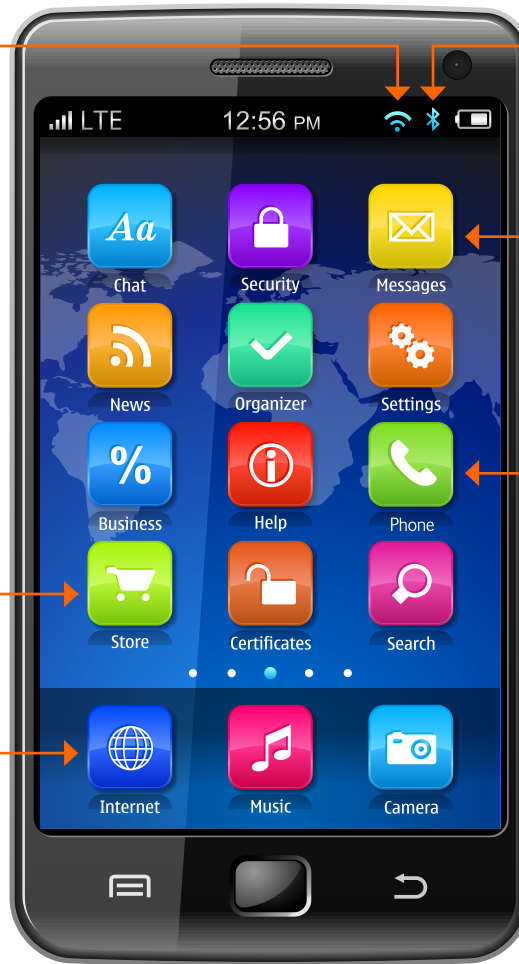 LTE 12:56 PM
Aa
Chat Security Messages
News Organizer Settings
%
Business Help Phone
Store Certificates Search
Internet Music Camera